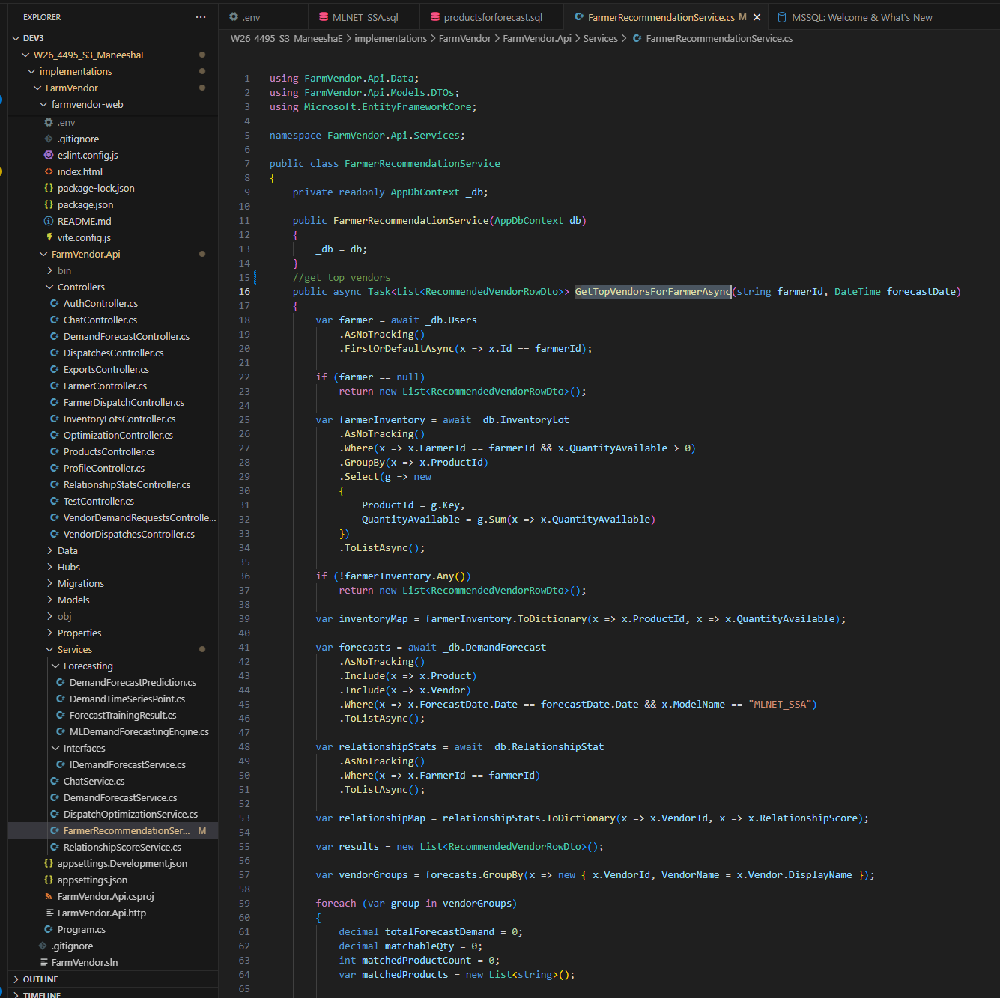 EXPLORER
DEV3
W26_4495_S3_ManeeshaE
implementations
FarmVendor
farmvendor-web
.env
.gitignore
eslint.config.js
index.html
package-lock.json
package.json
README.md
vite.config.js
FarmVendor.Api
bin
Controllers
AuthController.cs
ChatController.cs
DemandForecastController.cs
DispatchesController.cs
ExportsController.cs
FarmerController.cs
FarmerDispatchController.cs
InventoryLotsController.cs
OptimizationController.cs
ProductsController.cs
ProfileController.cs
RelationshipStatsController.cs
TestController.cs
VendorDemandRequestsControlle...
VendorDispatchesController.cs
Data
Hubs
Migrations
Models
obj
Properties
Services
Forecasting
DemandForecastPrediction.cs
DemandTimeSeriesPoint.cs
ForecastTrainingResult.cs
MLDemandForecastingEngine.cs
Interfaces
IDemandForecastService.cs
ChatService.cs
DemandForecastService.cs
DispatchOptimizationService.cs
FarmerRecommendationSer... M
RelationshipScoreService.cs
appsettings.Development.json
appsettings.json
FarmVendor.Api.csproj
FarmVendor.Api.http
Program.cs
.gitignore
FarmVendor.sln
OUTLINE
TIMELINE
.env MLNET_SSA.sql productsforforecast.sql FarmerRecommendationService.cs M MSSQL: Welcome & What's New
W26_4495_S3_ManeeshaE > implementations > FarmVendor > FarmVendor.Api > Services > FarmerRecommendationService.cs
1 using FarmVendor.Api.Data;
2 using FarmVendor.Api.Models.DTOs;
3 using Microsoft.EntityFrameworkCore;
4
5 namespace FarmVendor.Api.Services;
6
7 public class FarmerRecommendationService
8 {
9 private readonly AppDbContext _db;
10
11 public FarmerRecommendationService(AppDbContext db)
12 {
13 _db = db;
14 }
15 //get top vendors
16 public async Task<List<RecommendedVendorRowDto>> GetTopVendorsForFarmerAsync(string farmerId, DateTime forecastDate)
17 {
18 var farmer = await _db.Users
19 .AsNoTracking()
20 .FirstOrDefaultAsync(x => x.Id == farmerId);
21
22 if (farmer == null)
23 return new List<RecommendedVendorRowDto>();
24
25 var farmerInventory = await _db.InventoryLot
26 .AsNoTracking()
27 .Where(x => x.FarmerId == farmerId && x.QuantityAvailable > 0)
28 .GroupBy(x => x.ProductId)
29 .Select(g => new
30 {
31 ProductId = g.Key,
32 QuantityAvailable = g.Sum(x => x.QuantityAvailable)
33 })
34 .ToListAsync();
35
36 if (!farmerInventory.Any())
37 return new List<RecommendedVendorRowDto>();
38
39 var inventoryMap = farmerInventory.ToDictionary(x => x.ProductId, x => x.QuantityAvailable);
40
41 var forecasts = await _db.DemandForecast
42 .AsNoTracking()
43 .Include(x => x.Product)
44 .Include(x => x.Vendor)
45 .Where(x => x.ForecastDate.Date == forecastDate.Date && x.ModelName == "MLNET_SSA")
46 .ToListAsync();
47
48 var relationshipStats = await _db.RelationshipStat
49 .AsNoTracking()
50 .Where(x => x.FarmerId == farmerId)
51 .ToListAsync();
52
53 var relationshipMap = relationshipStats.ToDictionary(x => x.VendorId, x => x.RelationshipScore);
54
55 var results = new List<RecommendedVendorRowDto>();
56
57 var vendorGroups = forecasts.GroupBy(x => new { x.VendorId, VendorName = x.Vendor.DisplayName });
58
59 foreach (var group in vendorGroups)
60 {
61 decimal totalForecastDemand = 0;
62 decimal matchableQty = 0;
63 int matchedProductCount = 0;
64 var matchedProducts = new List<string>();
65